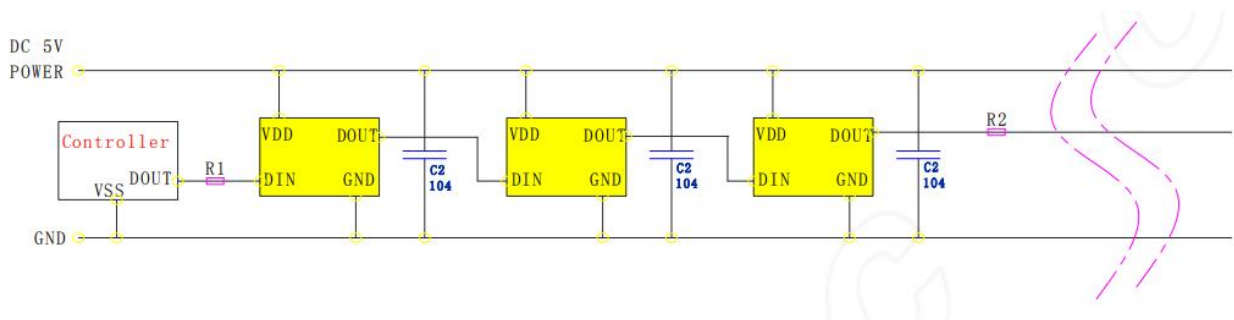 DC 5V
POWER
Controller
DOUT
VSS
R1
VDD
DOUT
DIN
GND
C2
104
VDD
DOUT
DIN
GND
C2
104
VDD
DOUT
DIN
GND
C2
104
R2
GND